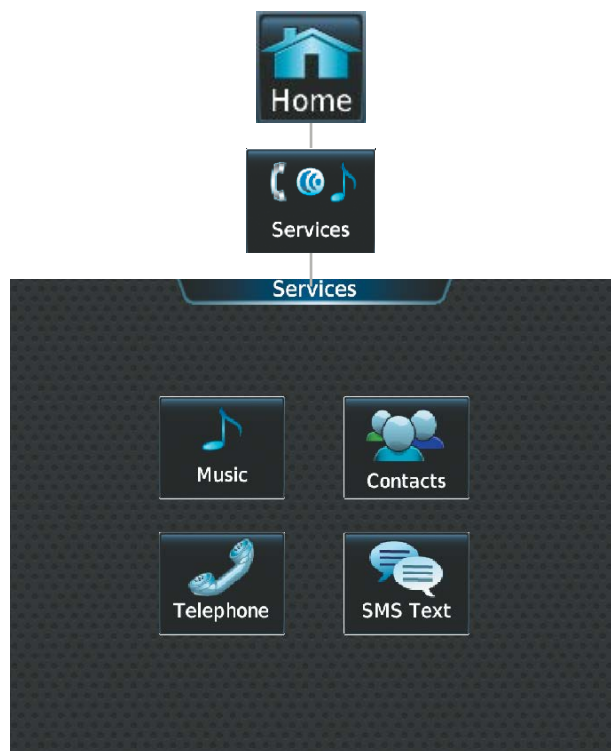 Home
Services
Services
Music
Contacts
Telephone
SMS Text